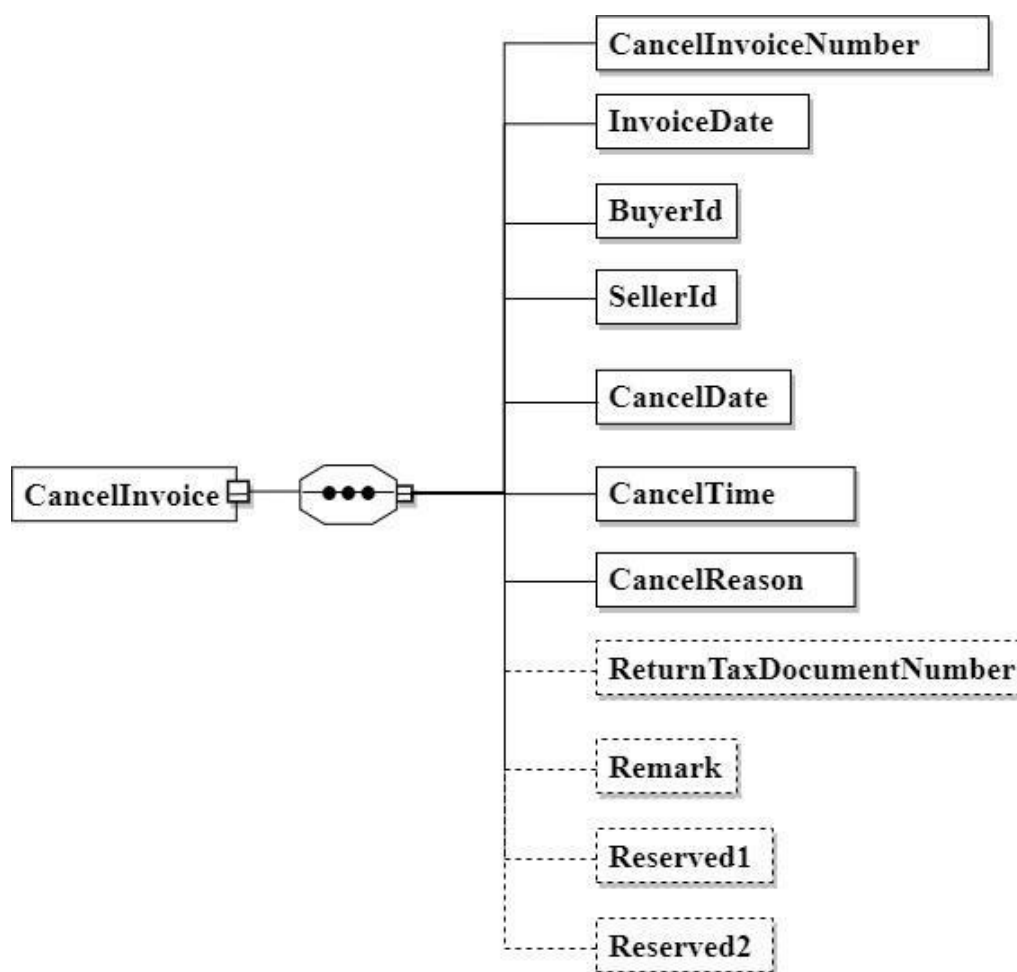 CancelInvoiceNumber
InvoiceDate
BuyerId
SellerId
CancelDate
CancelInvoice
CancelTime
CancelReason
ReturnTaxDocumentNumber
Remark
Reserved1
Reserved2